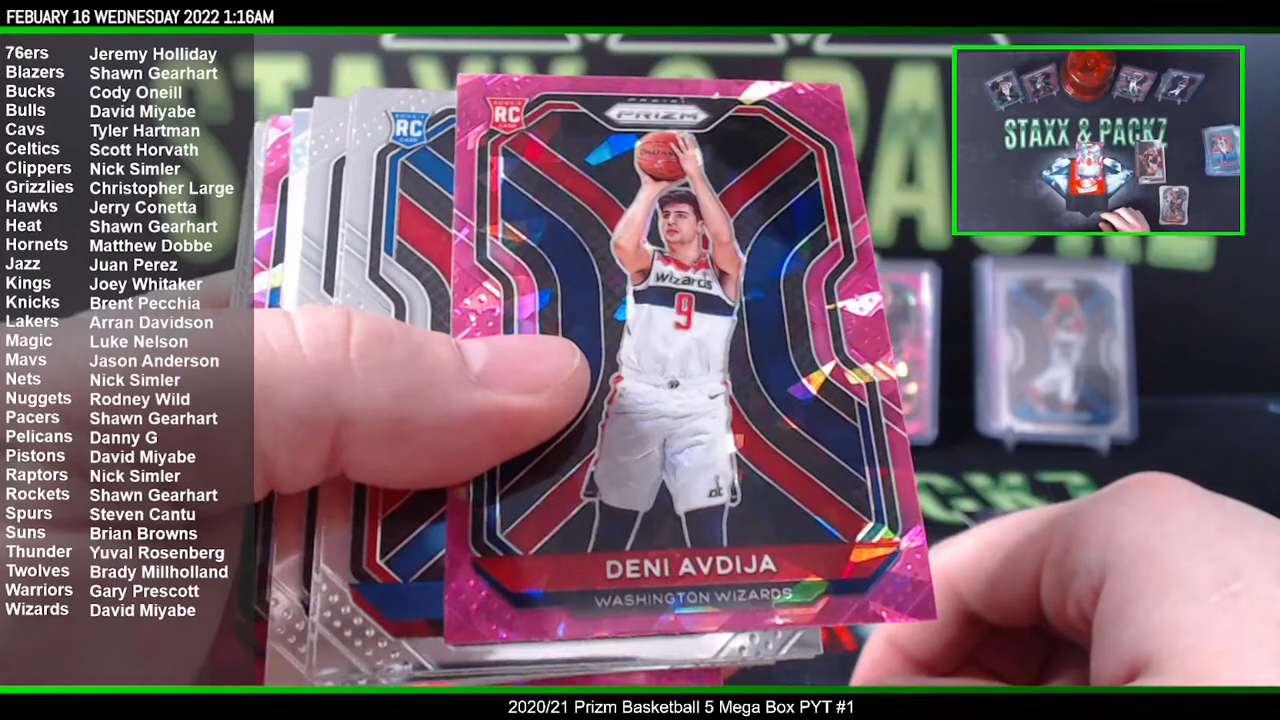 FEBUARY 16 WEDNESDAY 2022 1:16AM
76ers Jeremy Holliday
Blazers Shawn Gearhart
Bucks Cody Oneill
Bulls David Miyabe
Cavs Tyler Hartman
Celtics Scott Horvath
Clippers Nick Simler
Grizzlies Christopher Large
Hawks Jerry Conetta
Heat Shawn Gearhart
Hornets Matthew Dobbe
Jazz Juan Perez
Kings Joey Whitaker
Knicks Brent Pecchia
Lakers Arran Davidson
Magic Luke Nelson
Mavs Jason Anderson
Nets Nick Simler
Nuggets Rodney Wild
Pacers Shawn Gearhart
Pelicans Danny G
Pistons David Miyabe
Raptors Nick Simler
Rockets Shawn Gearhart
Spurs Steven Cantu
Suns Brian Browns
Thunder Yuval Rosenberg
Twolves Brady Millholland
Warriors Gary Prescott
Wizards David Miyabe
RC
RC
PANINI
PRIZM
Wizards
9
DENI AVDIJA
WASHINGTON WIZARDS
STAXX & PACKZ
2020/21 Prizm Basketball 5 Mega Box PYT #1